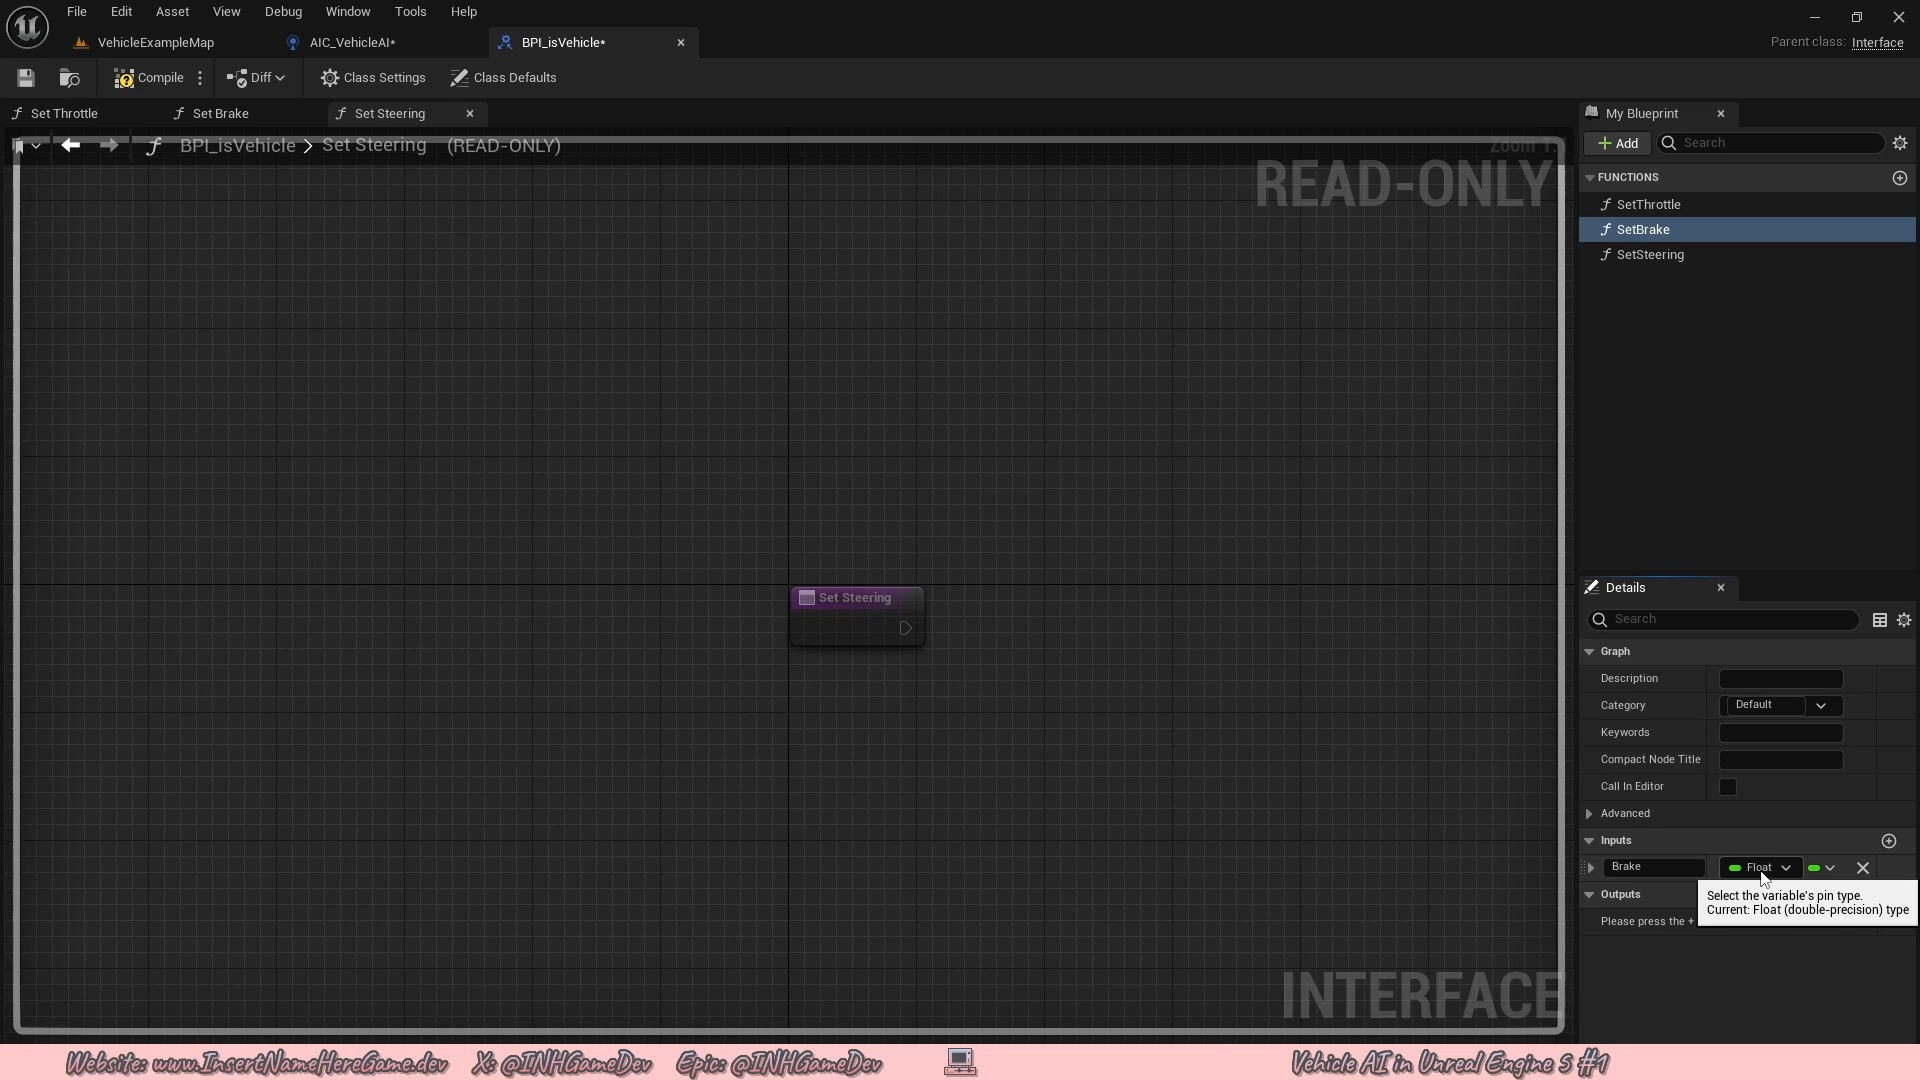 File Edit Asset View Debug Window Tools Help
VehicleExampleMap AIC_VehicleAI* BPI_isVehicle*
Parent class: Interface
Compile Diff Class Settings Class Defaults
Set Throttle Set Brake Set Steering
BPI_isVehicle > Set Steering (READ-ONLY)
READ-ONLY
Set Steering
INTERFACE
My Blueprint
Add Search
FUNCTIONS
SetThrottle
SetBrake
SetSteering
Details
Search
Graph
Description
Category Default
Keywords
Compact Node Title
Call In Editor
Advanced
Inputs
Brake Float
Outputs
Please press the +
Select the variable's pin type.
Current: Float (double-precision) type
Website: www.InsertNameHereGame.dev X: @INHGameDev Epic: @INHGameDev Vehicle AI in Unreal Engine 5 #1